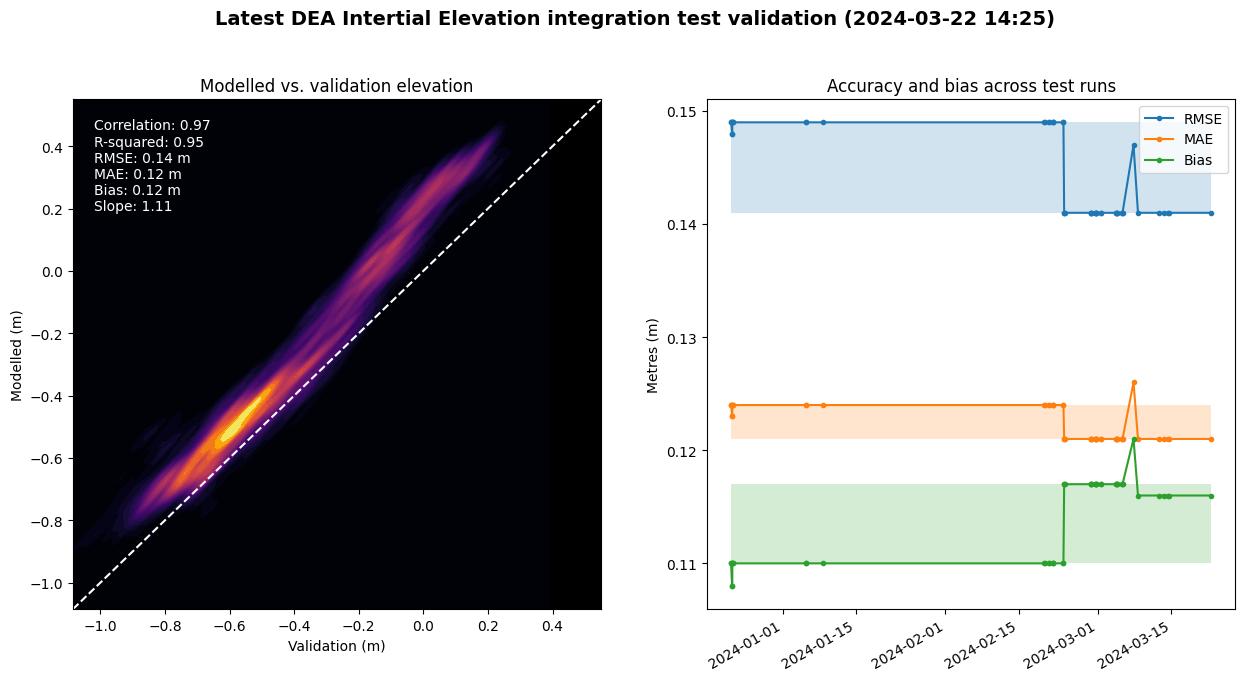 Latest DEA Intertial Elevation integration test validation (2024-03-22 14:25)
Modelled vs. validation elevation
Correlation: 0.97
R-squared: 0.95
RMSE: 0.14 m
MAE: 0.12 m
Bias: 0.12 m
Slope: 1.11
0.4
0.2
0.0
−0.2
−0.4
−0.6
−0.8
−1.0
Modelled (m)
−1.0 −0.8 −0.6 −0.4 −0.2 0.0 0.2 0.4
Validation (m)
Accuracy and bias across test runs
RMSE
MAE
Bias
0.15
0.14
0.13
0.12
0.11
Metres (m)
2024-01-01 2024-01-15 2024-02-01 2024-02-15 2024-03-01 2024-03-15